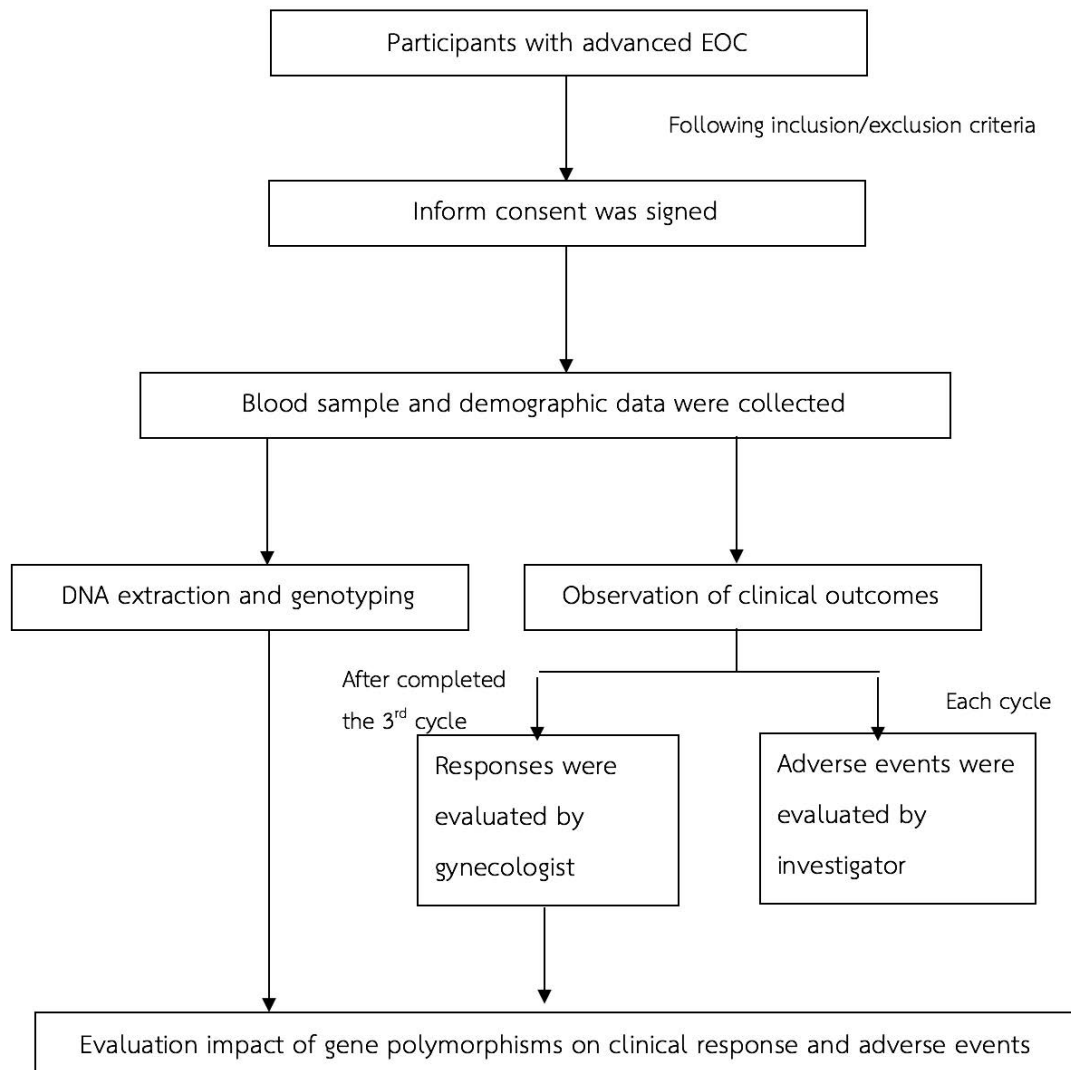 Participants with advanced EOC
Following inclusion/exclusion criteria
Inform consent was signed
Blood sample and demographic data were collected
DNA extraction and genotyping
Observation of clinical outcomes
After completed
the 3rd cycle
Each cycle
Responses were
evaluated by
gynecologist
Adverse events were
evaluated by
investigator
Evaluation impact of gene polymorphisms on clinical response and adverse events